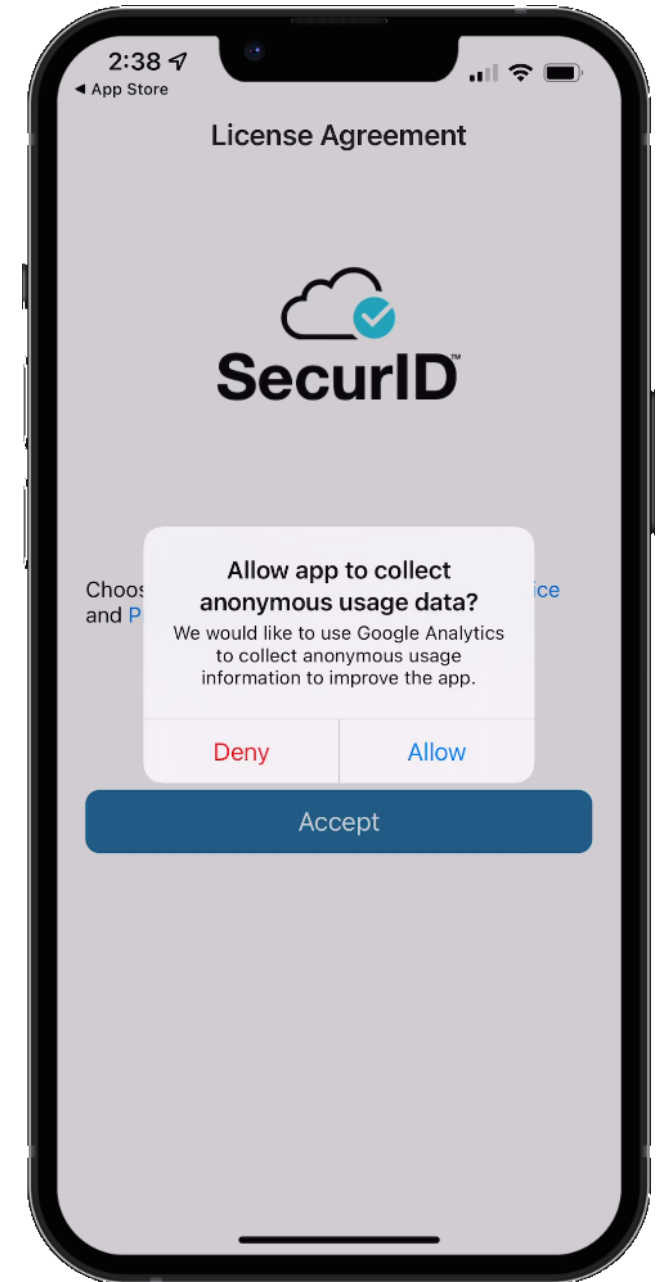 2:38
◀ App Store
License Agreement
SecurID™
Allow app to collect
anonymous usage data?
We would like to use Google Analytics
to collect anonymous usage
information to improve the app.
and
Deny
Allow
Accept